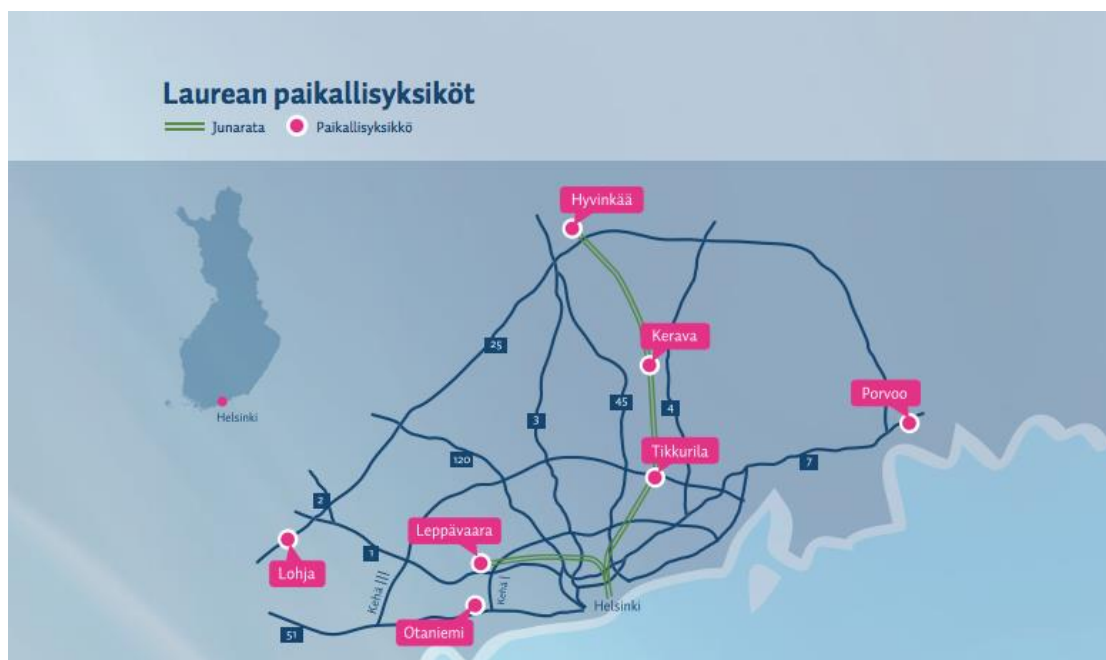 Laurean paikallisyksiköt
Junarata Paikallisyksikkö
Hyvinkää
Kerava
25
Porvoo
45
4
3
Helsinki
Tikkurila
120
7
2
Leppävaara
1
Lohja
Kehä |||
Kehä |
Helsinki
51
Otaniemi